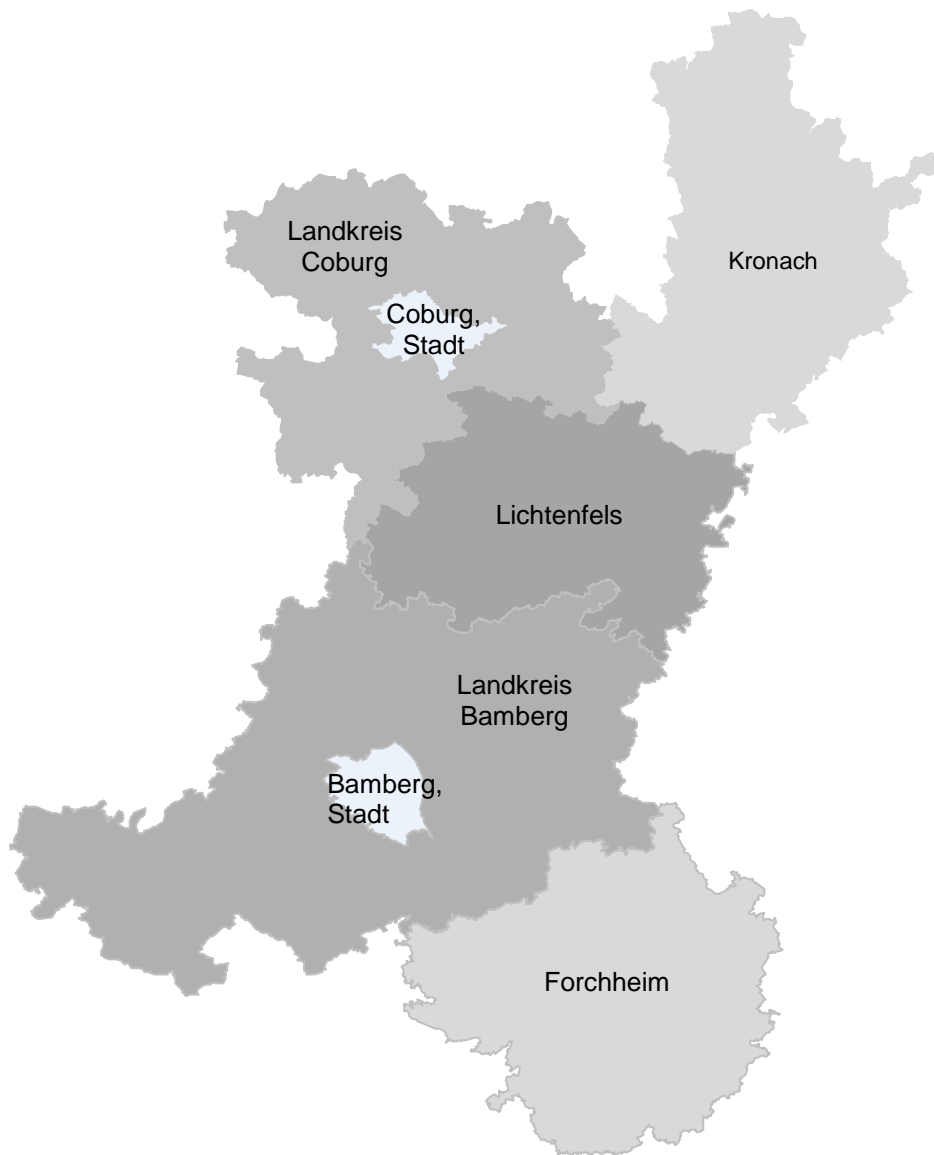 Landkreis
Coburg
Kronach
Coburg,
Stadt
Lichtenfels
Landkreis
Bamberg
Bamberg,
Stadt
Forchheim